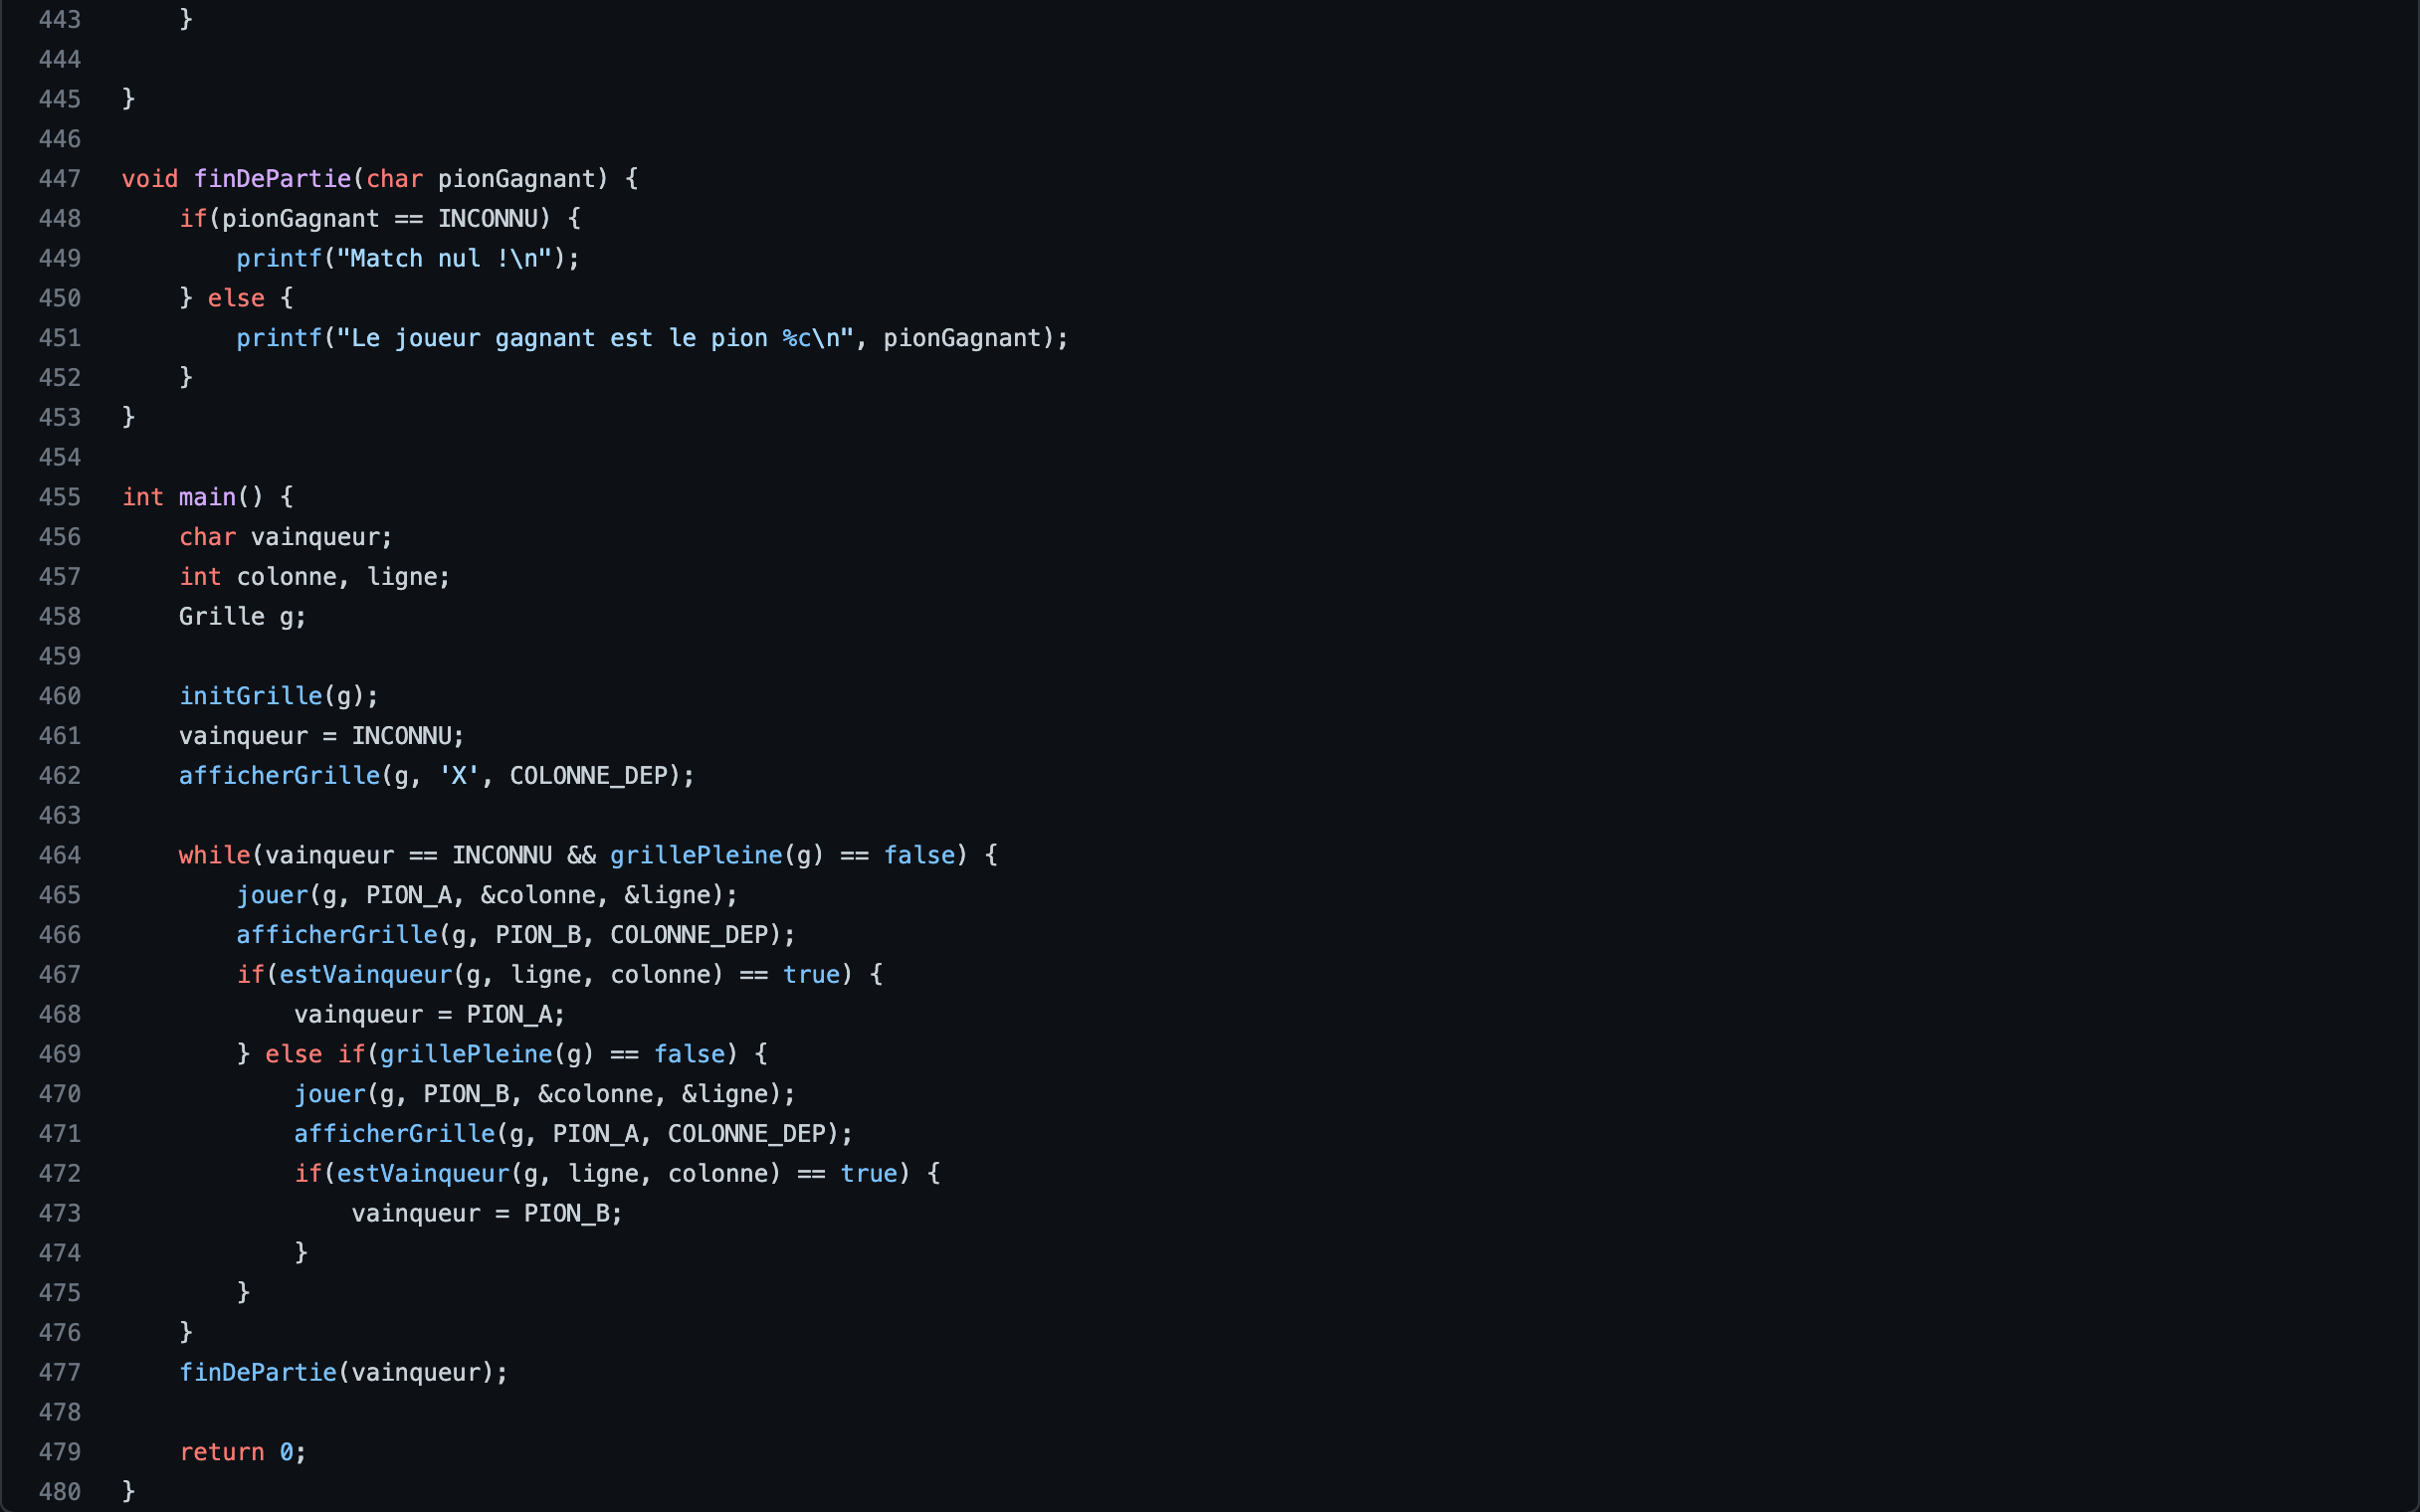 443     }
444
445 }
446
447 void finDePartie(char pionGagnant) {
448     if(pionGagnant == INCONNU) {
449         printf("Match nul !\n");
450     } else {
451         printf("Le joueur gagnant est le pion %c\n", pionGagnant);
452     }
453 }
454
455 int main() {
456     char vainqueur;
457     int colonne, ligne;
458     Grille g;
459
460     initGrille(g);
461     vainqueur = INCONNU;
462     afficherGrille(g, 'X', COLONNE_DEP);
463
464     while(vainqueur == INCONNU && grillePleine(g) == false) {
465         jouer(g, PION_A, &colonne, &ligne);
466         afficherGrille(g, PION_B, COLONNE_DEP);
467         if(estVainqueur(g, ligne, colonne) == true) {
468             vainqueur = PION_A;
469         } else if(grillePleine(g) == false) {
470             jouer(g, PION_B, &colonne, &ligne);
471             afficherGrille(g, PION_A, COLONNE_DEP);
472             if(estVainqueur(g, ligne, colonne) == true) {
473                 vainqueur = PION_B;
474             }
475         }
476     }
477     finDePartie(vainqueur);
478
479     return 0;
480 }